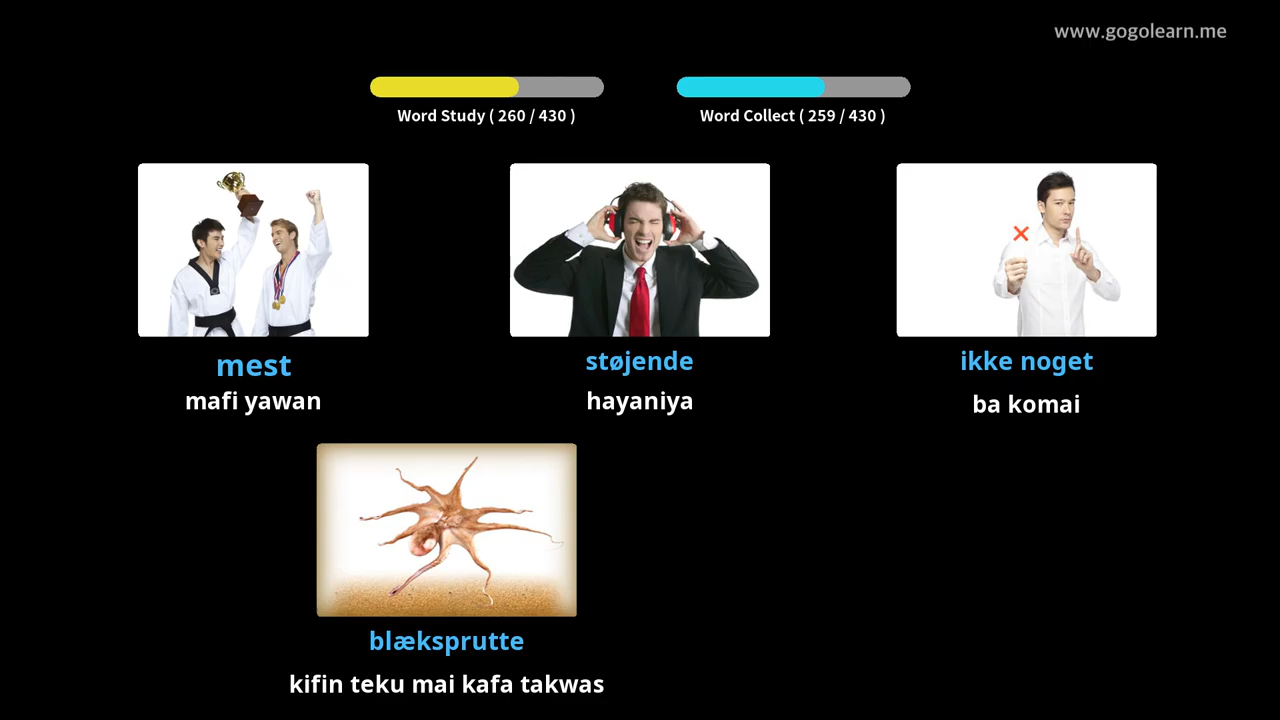 www.gogolearn.me
Word Study ( 260 / 430 )
Word Collect ( 259 / 430 )
mest
mafi yawan
støjende
hayaniya
ikke noget
ba komai
blæksprutte
kifin teku mai kafa takwas